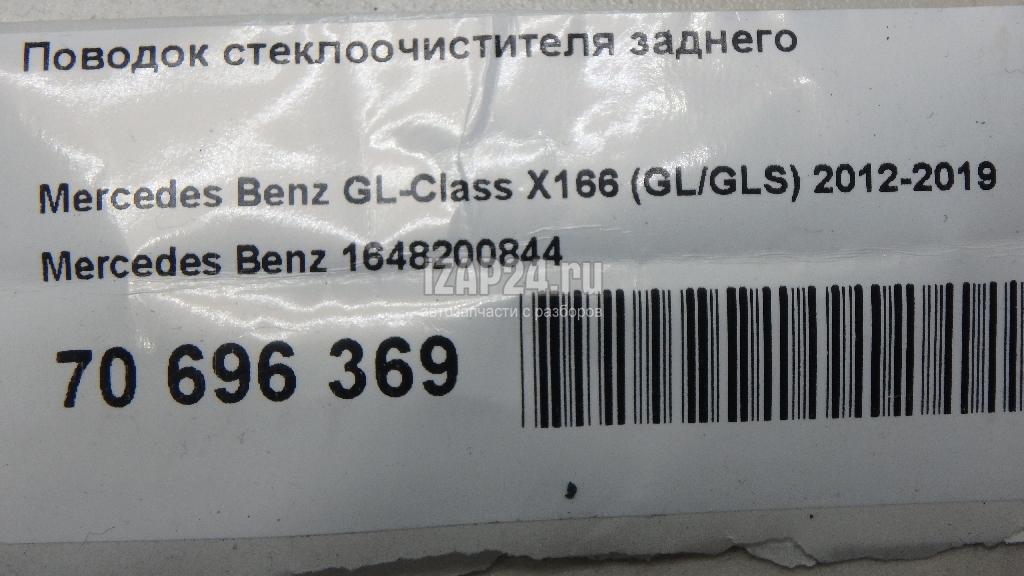 Поводок стеклоочистителя заднего
Mercedes Benz GL-Class X166 (GL/GLS) 2012-2019
Mercedes Benz 1648200844
IZAP24.ru
автозапчасти с разборов
70 696 369